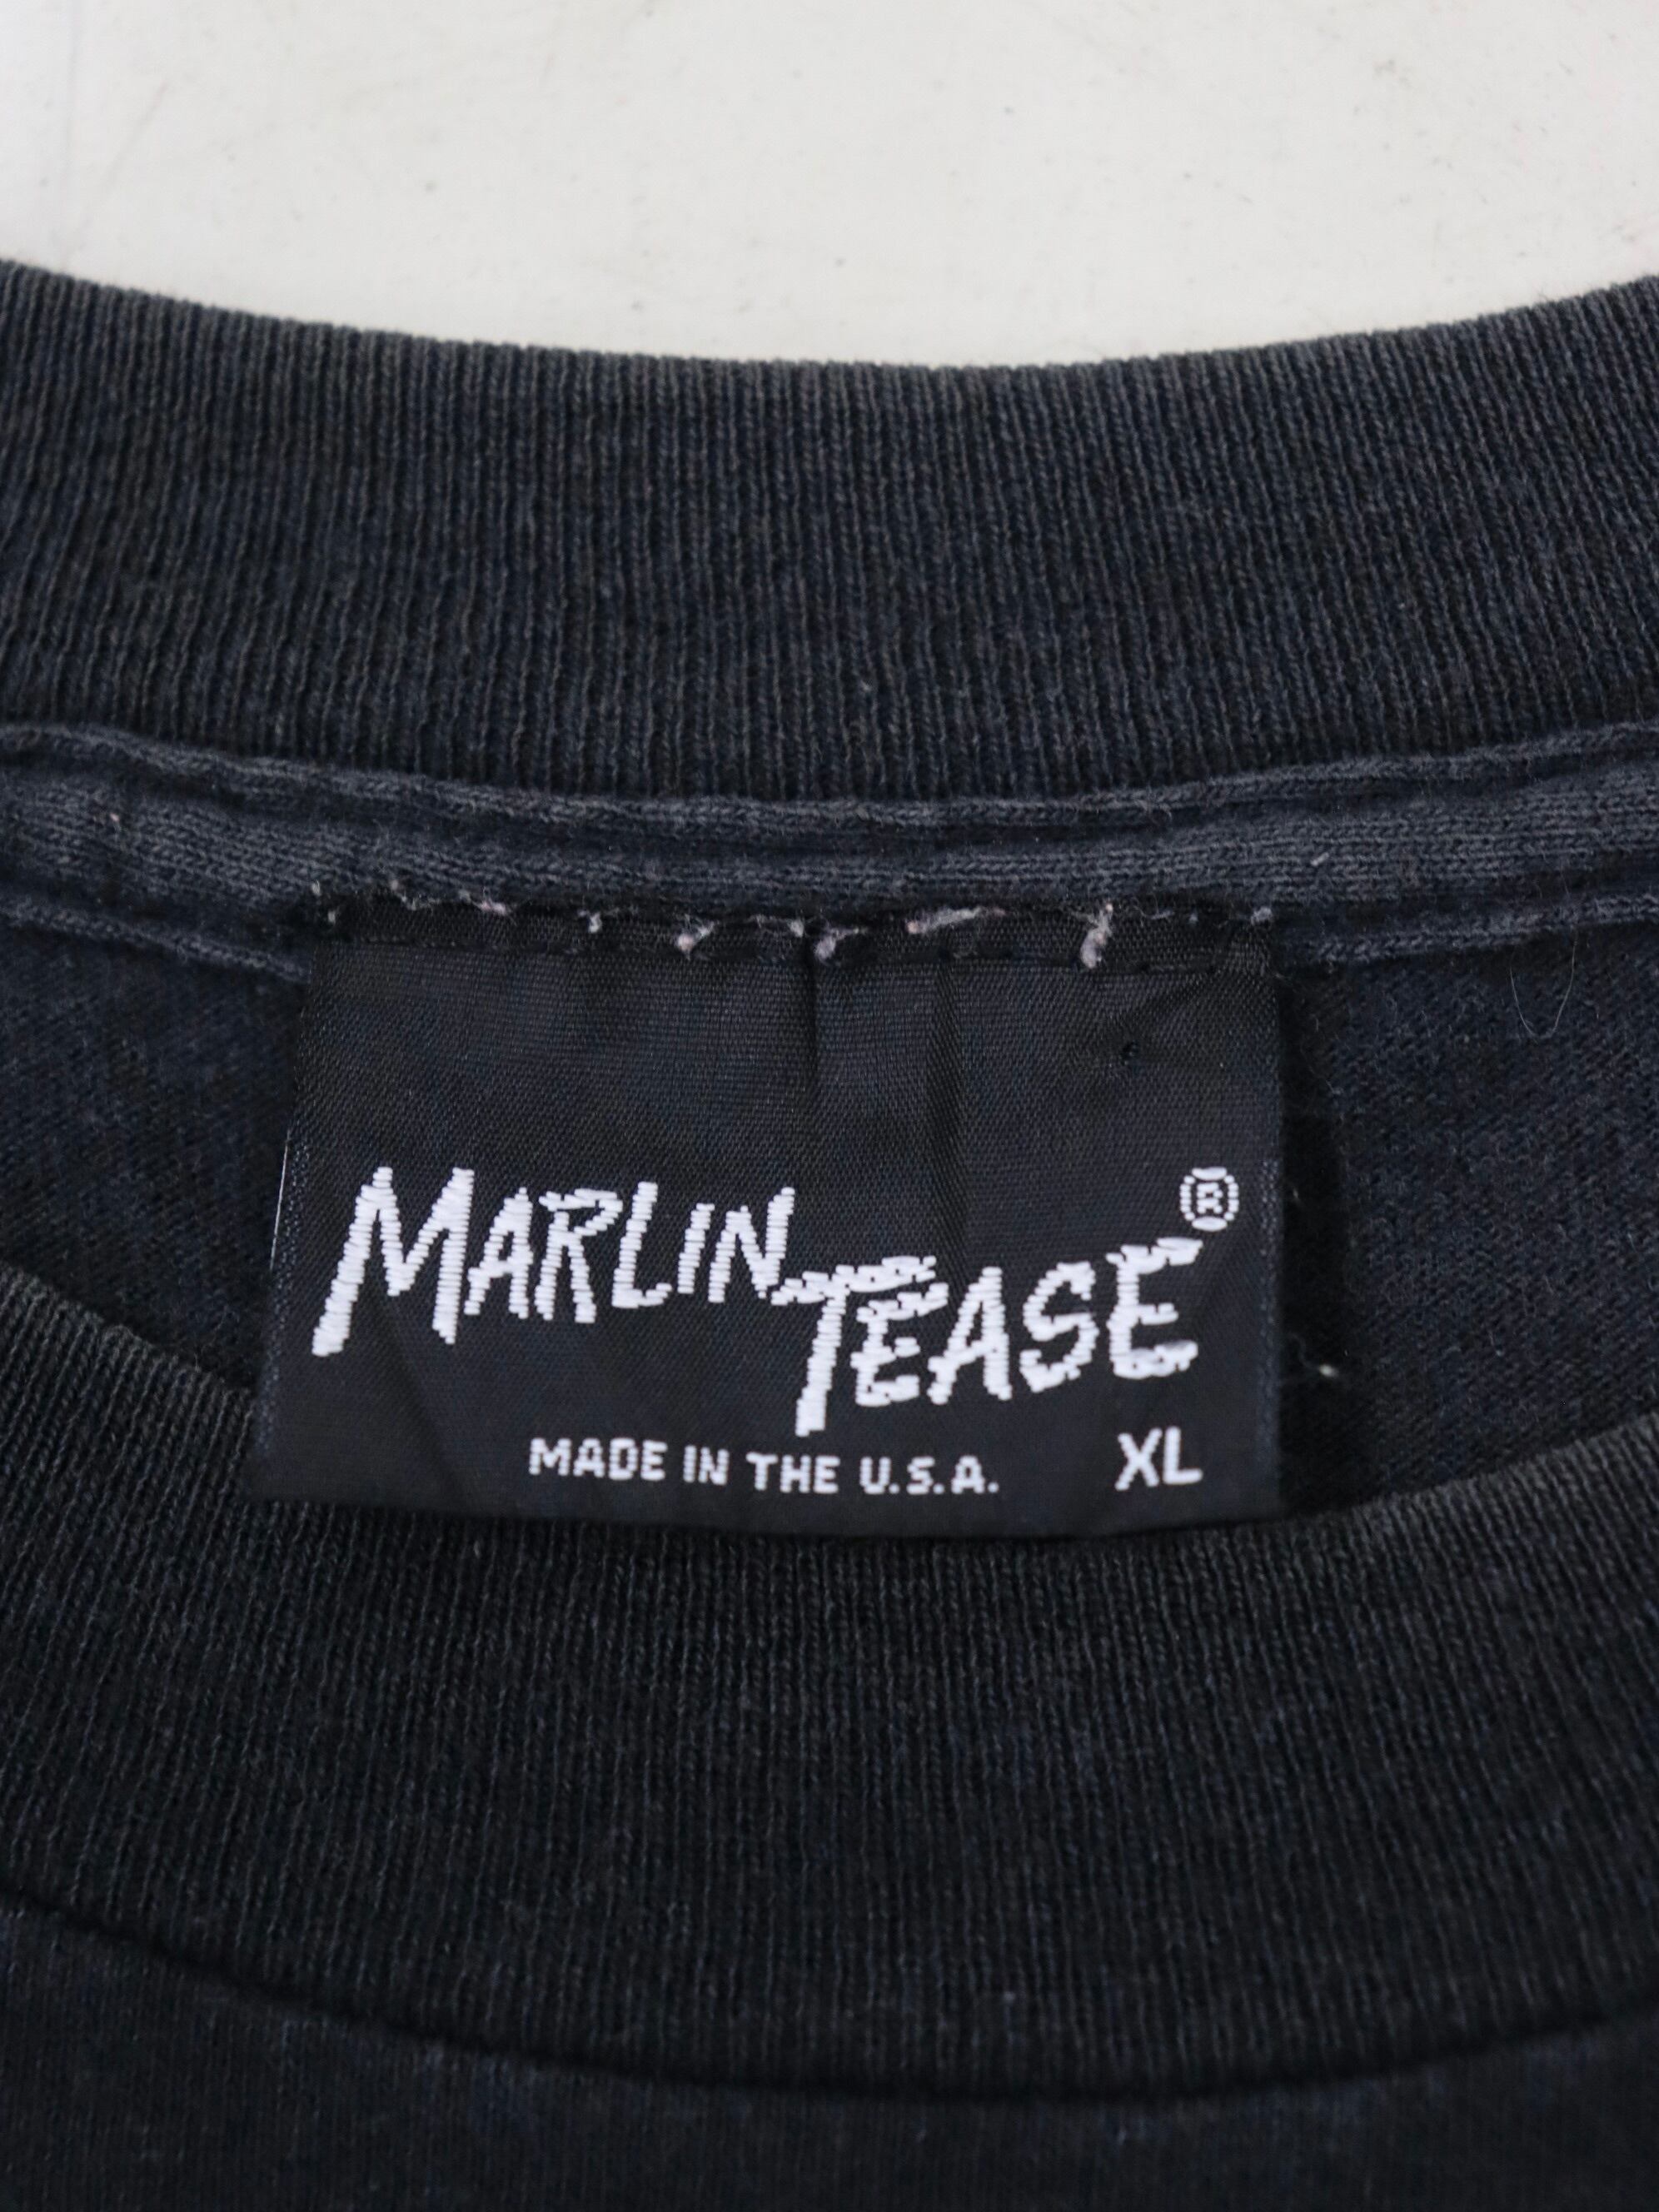 MARLIN TEASE®
MADE IN THE U.S.A. XL